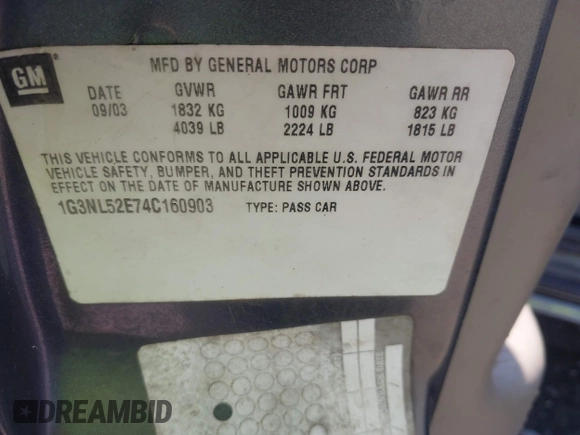 GM
MFD BY GENERAL MOTORS CORP
DATE GVWR GAWR FRT GAWR RR
09/03 1832 KG 1009 KG 823 KG
4039 LB 2224 LB 1815 LB
THIS VEHICLE CONFORMS TO ALL APPLICABLE U.S. FEDERAL MOTOR
VEHICLE SAFETY, BUMPER, AND THEFT PREVENTION STANDARDS IN
EFFECT ON THE DATE OF MANUFACTURE SHOWN ABOVE.
1G3NL52E74C160903 TYPE: PASS CAR
DREAMBID